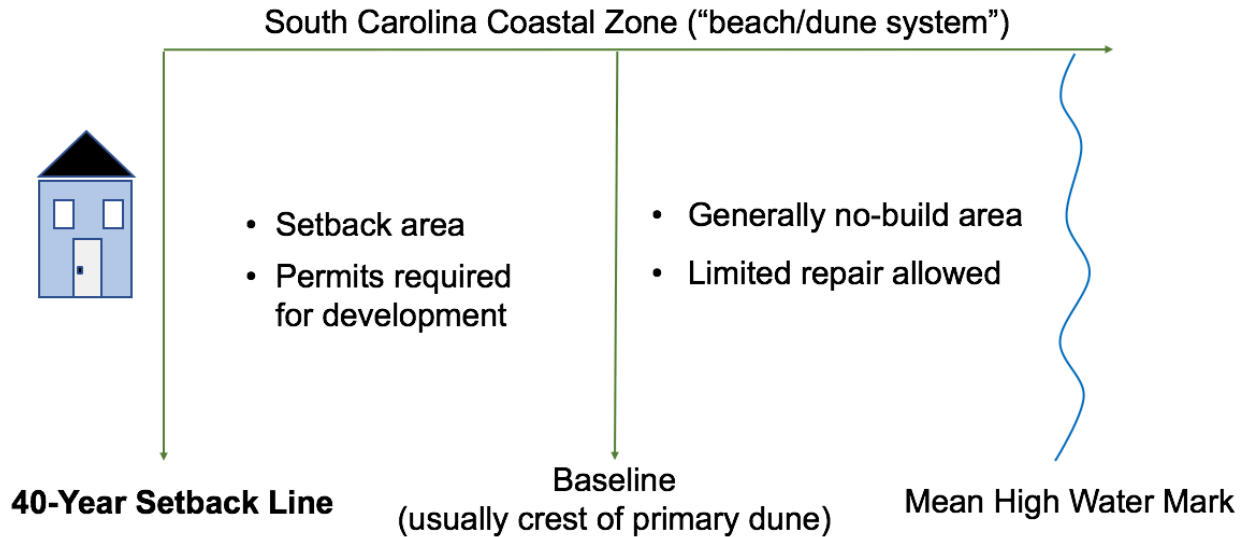 South Carolina Coastal Zone (“beach/dune system”)
• Setback area
• Permits required
for development
• Generally no-build area
• Limited repair allowed
40-Year Setback Line
Baseline
(usually crest of primary dune)
Mean High Water Mark